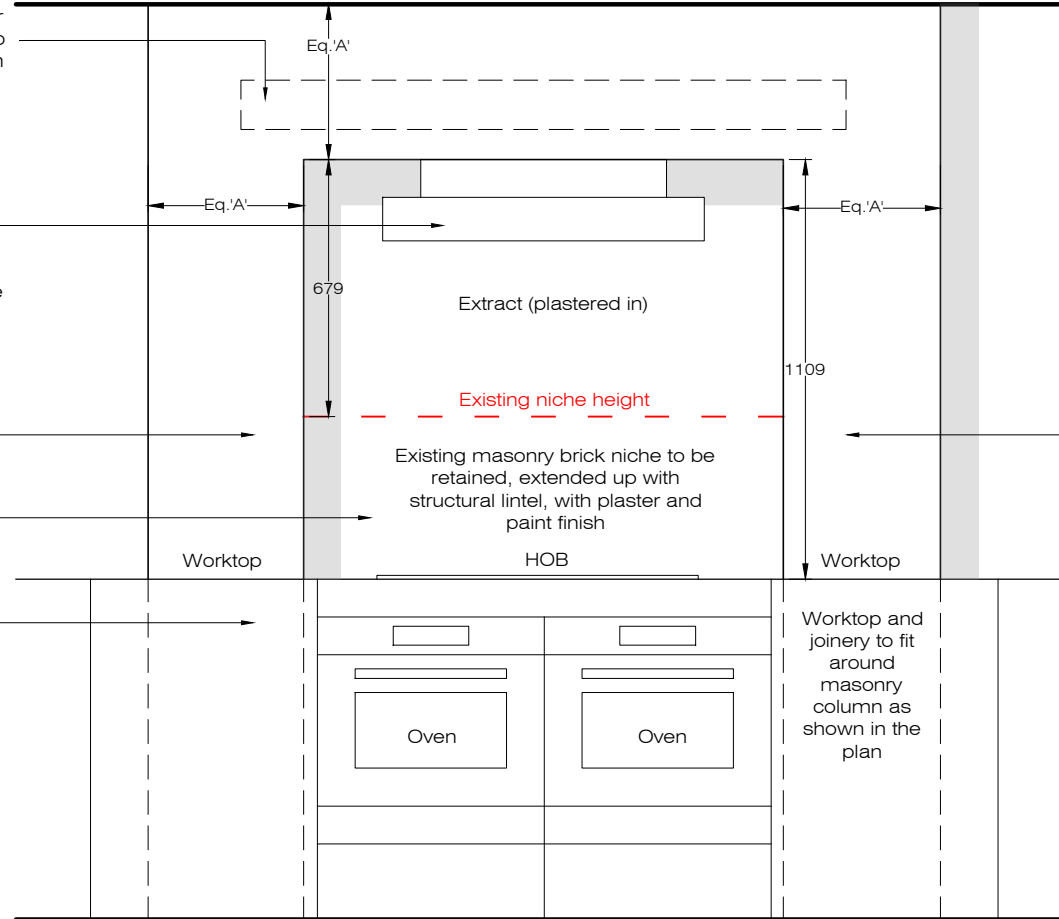 Eq.'A'
Eq.'A'
Eq.'A'
679
Extract (plastered in)
1109
Existing niche height
Existing masonry brick niche to be
retained, extended up with
structural lintel, with plaster and
paint finish
Worktop
HOB
Worktop
Worktop and
joinery to fit
around
masonry
column as
shown in the
plan
Oven
Oven